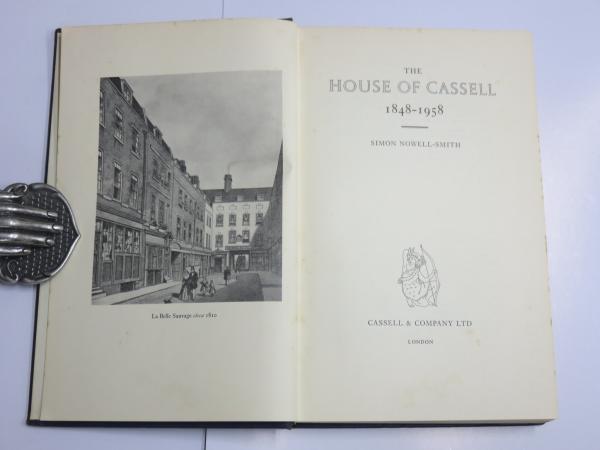 La Belle Sauvage circa 1810
THE
HOUSE OF CASSELL
1848-1958
SIMON NOWELL-SMITH
CASSELL & COMPANY LTD
LONDON